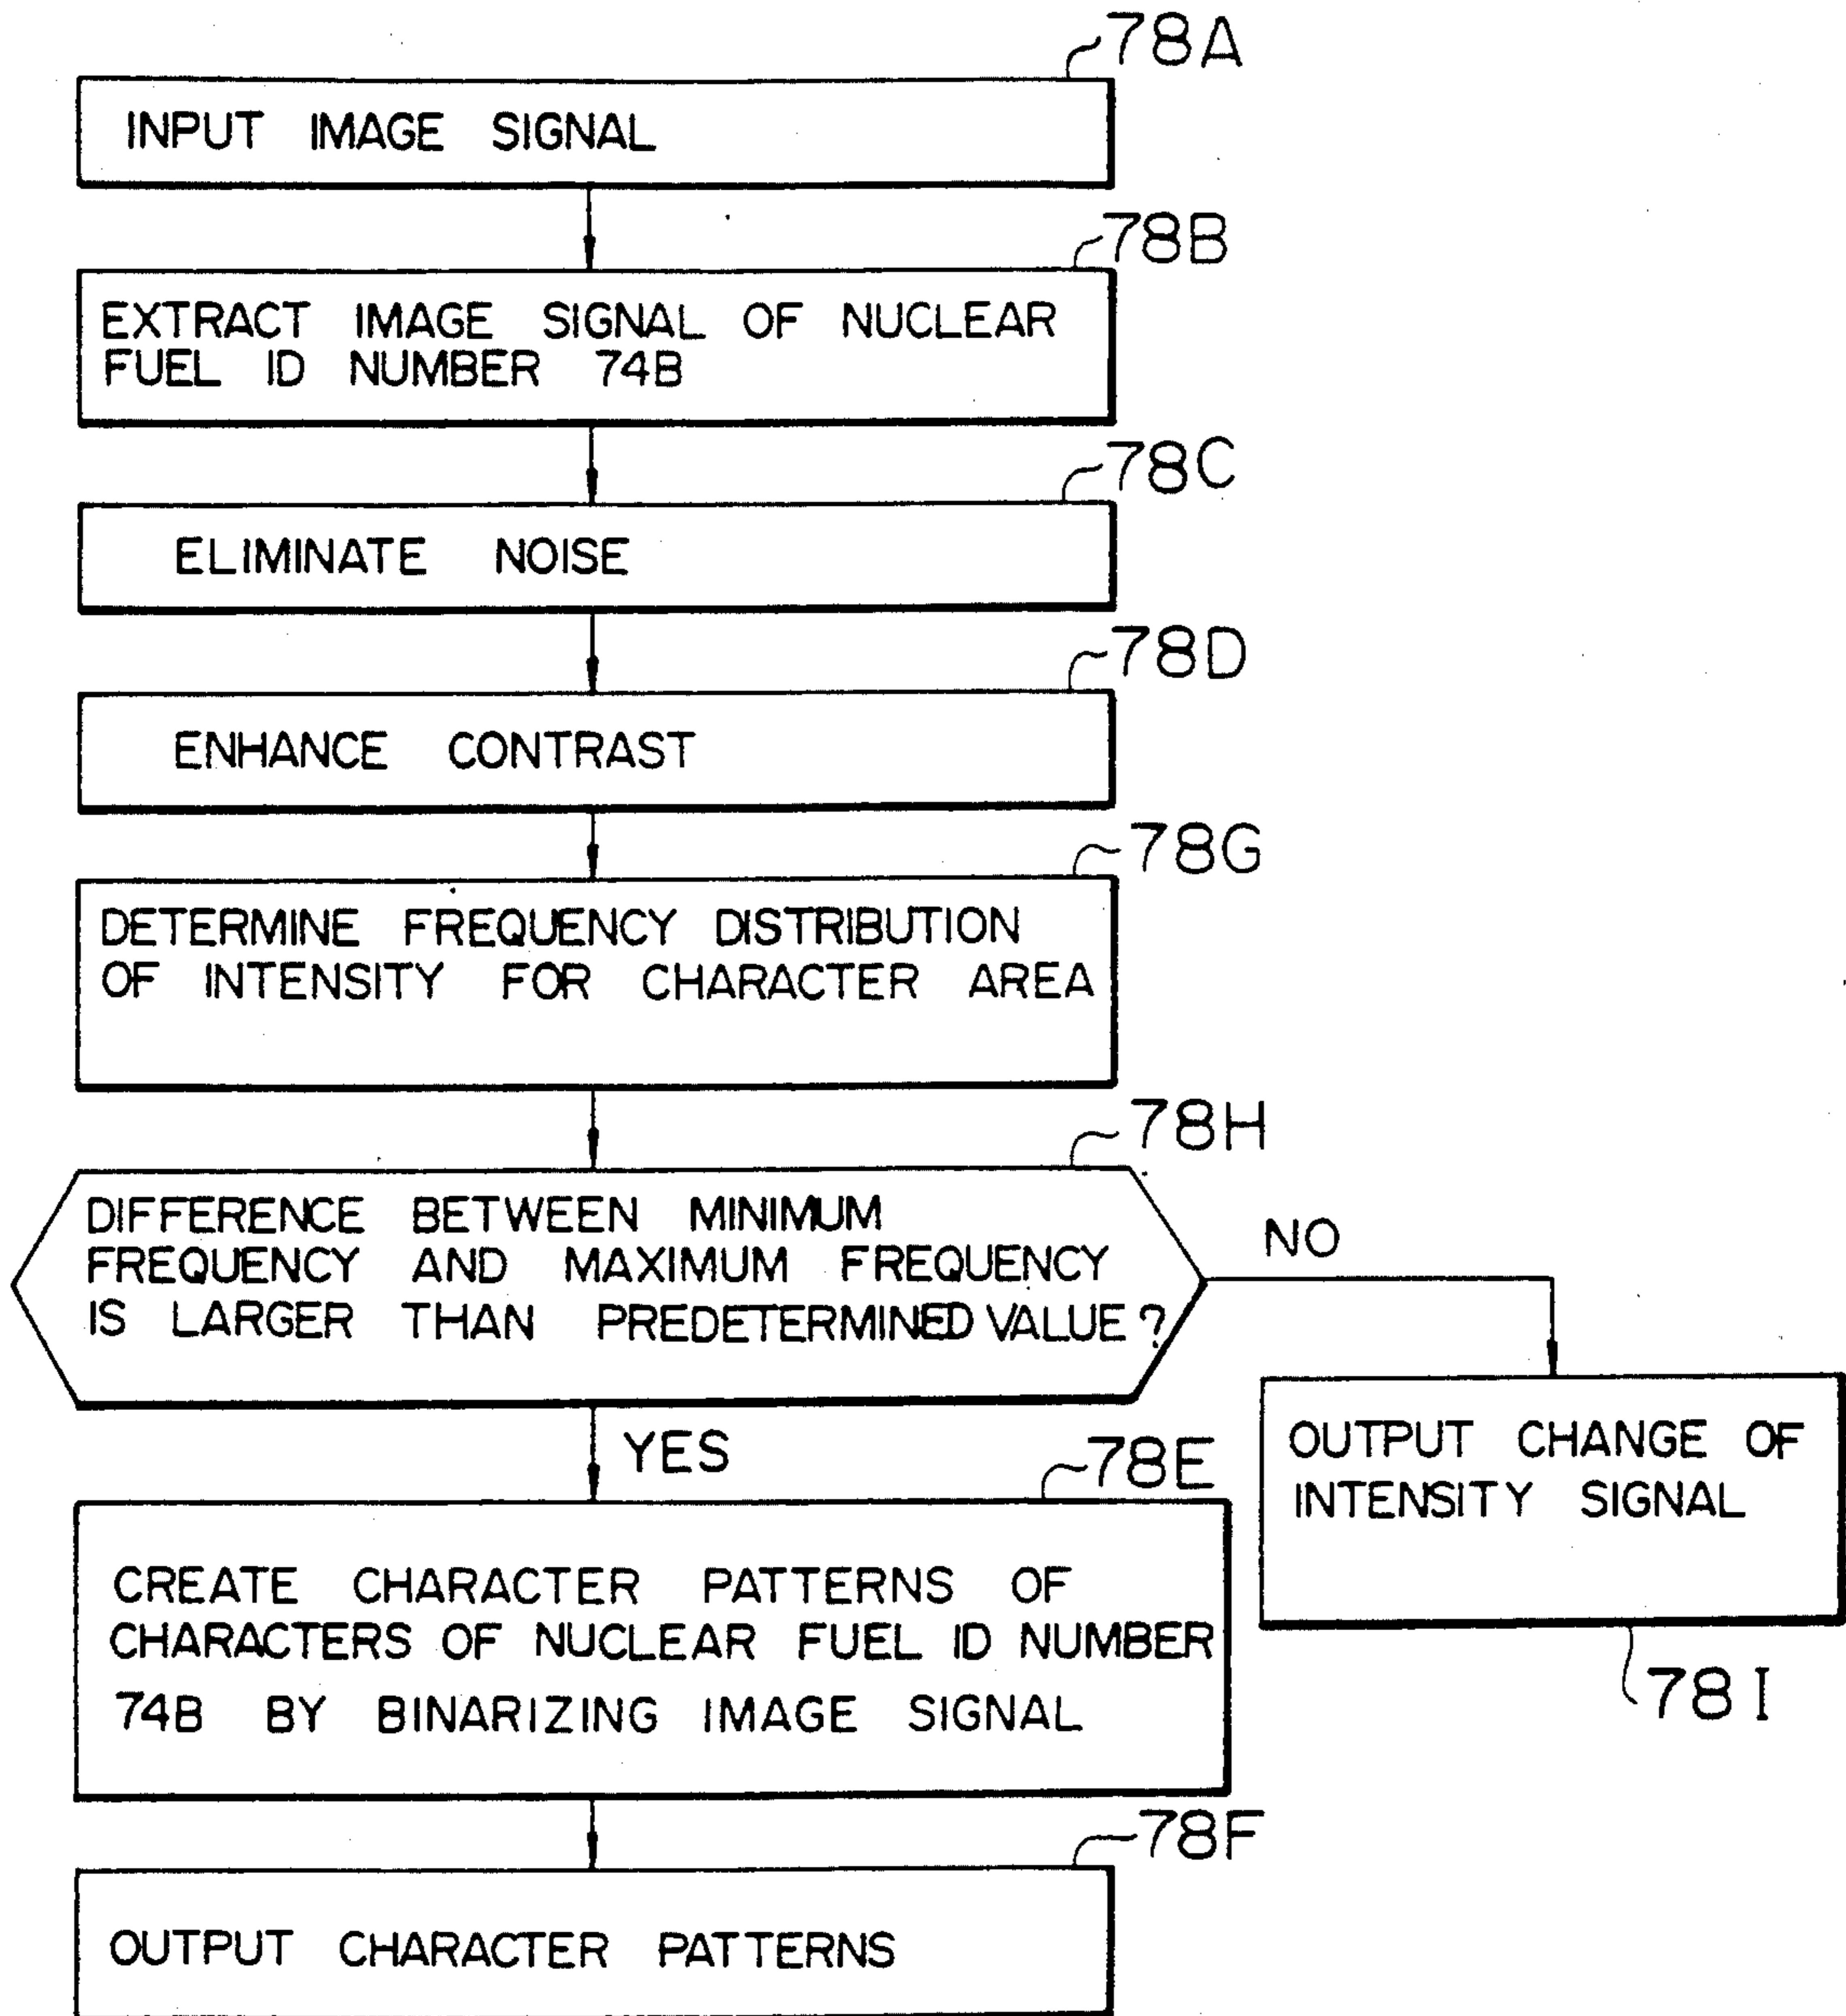 78A
INPUT IMAGE SIGNAL
78B
EXTRACT IMAGE SIGNAL OF NUCLEAR
FUEL ID NUMBER 74B
78C
ELIMINATE NOISE
78D
ENHANCE CONTRAST
78G
DETERMINE FREQUENCY DISTRIBUTION
OF INTENSITY FOR CHARACTER AREA
78H
DIFFERENCE BETWEEN MINIMUM
FREQUENCY AND MAXIMUM FREQUENCY
IS LARGER THAN PREDETERMINED VALUE?
NO
YES
OUTPUT CHANGE OF
INTENSITY SIGNAL
78I
78E
CREATE CHARACTER PATTERNS OF
CHARACTERS OF NUCLEAR FUEL ID NUMBER
74B BY BINARIZING IMAGE SIGNAL
78F
OUTPUT CHARACTER PATTERNS